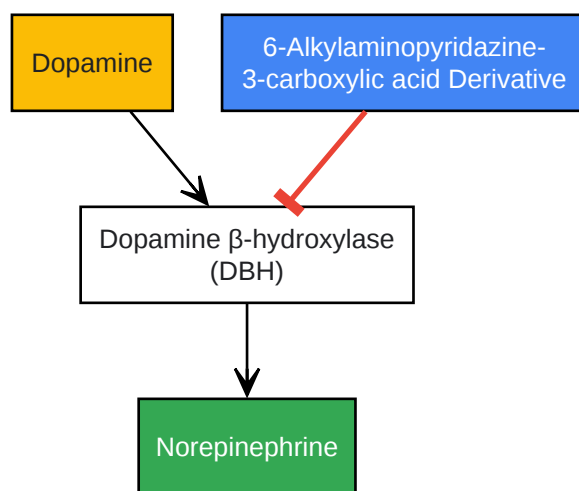 Dopamine
6-Alkylaminopyridazine-
3-carboxylic acid Derivative
Dopamine β-hydroxylase
(DBH)
Norepinephrine